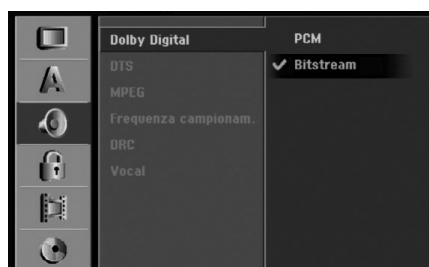 Dolby Digital
DTS
MPEG
Frequenza campionam.
DRC
Vocal
PCM
Bitstream